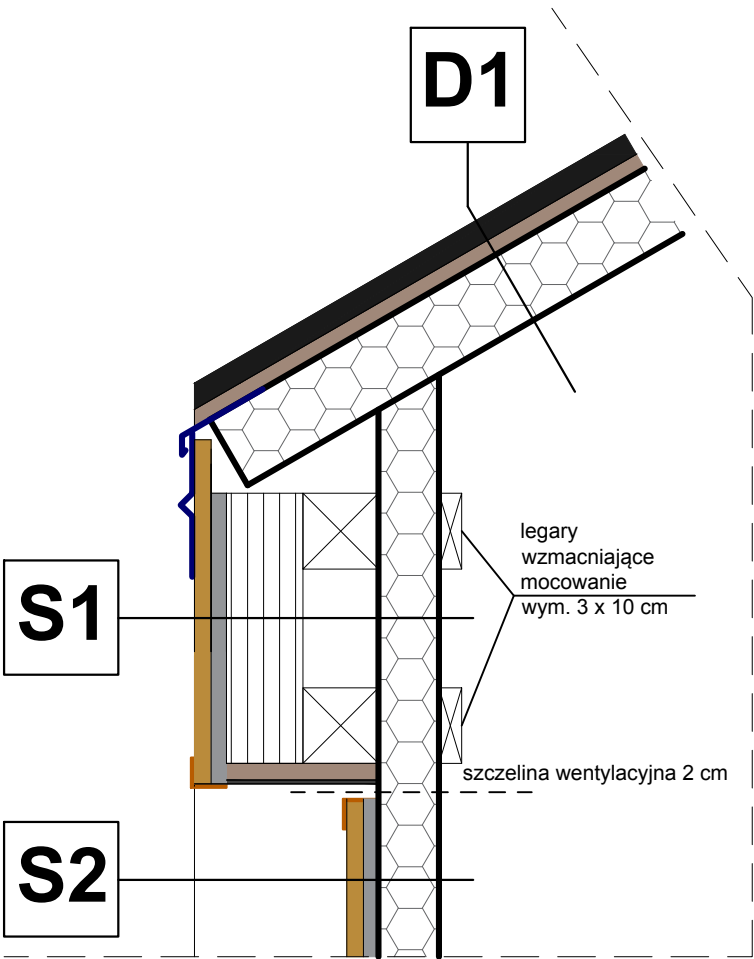 D1
legary
wzmacniające
mocowanie
wym. 3 x 10 cm
S1
szczelina wentylacyjna 2 cm
S2